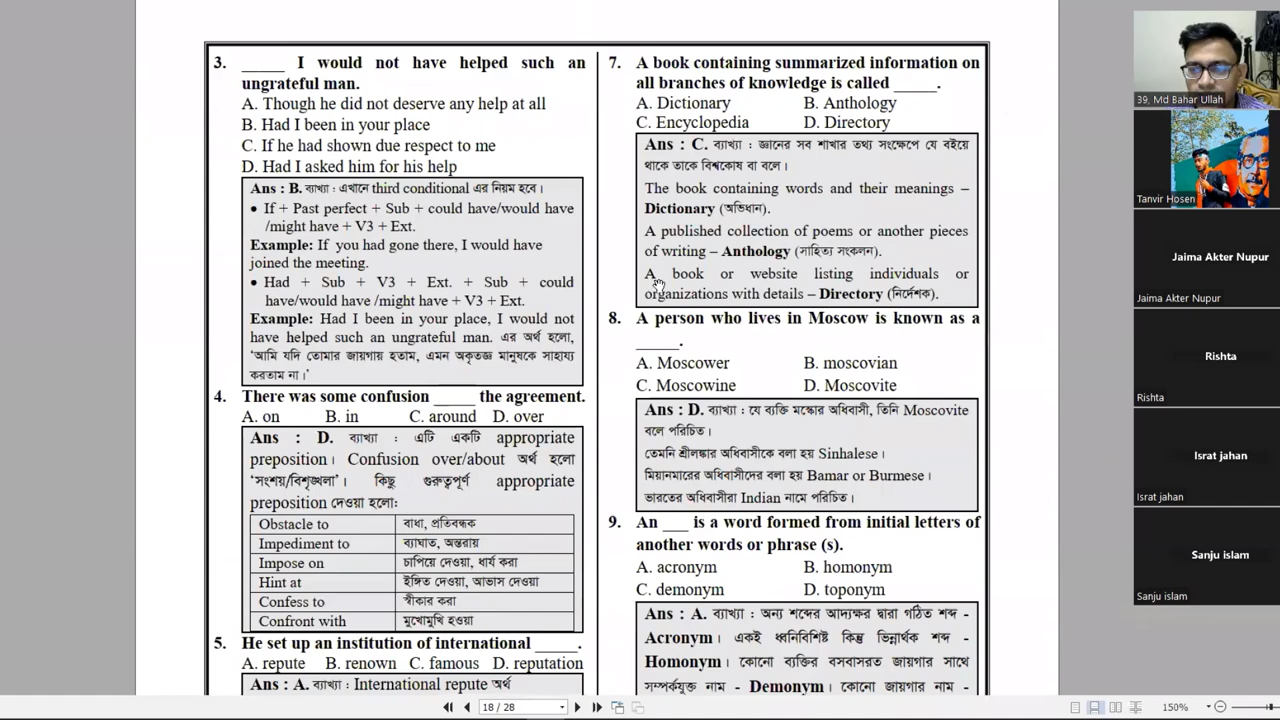 3. _____ I would not have helped such an
ungrateful man.
A. Though he did not deserve any help at all
B. Had I been in your place
C. If he had shown due respect to me
D. Had I asked him for his help
Ans : B. ব্যাখ্যা : এখানে third conditional এর নিয়ম হবে।
• If + Past perfect + Sub + could have/would have
/might have + V3 + Ext.
Example: If you had gone there, I would have
joined the meeting.
• Had + Sub + V3 + Ext. + Sub + could
have/would have /might have + V3 + Ext.
Example: Had I been in your place, I would not
have helped such an ungrateful man. এর অর্থ হলো,
'আমি যদি তোমার জায়গায় হতাম, এমন অকৃতজ্ঞ মানুষকে সাহায্য
করতাম না।'
4. There was some confusion _____ the agreement.
A. on B. in C. around D. over
Ans : D. ব্যাখ্যা : এটি একটি appropriate
preposition। Confusion over/about অর্থ হলো
'সংশয়/বিশৃঙ্খলা'। কিছু গুরুত্বপূর্ণ appropriate
preposition দেওয়া হলো:
Obstacle to বাধা, প্রতিবন্ধক
Impediment to ব্যাঘাত, অন্তরায়
Impose on চাপিয়ে দেওয়া, ধার্য করা
Hint at ইঙ্গিত দেওয়া, আভাস দেওয়া
Confess to স্বীকার করা
Confront with মুখোমুখি হওয়া
5. He set up an institution of international _____.
A. repute B. renown C. famous D. reputation
Ans : A. ব্যাখ্যা : International repute অর্থ
7. A book containing summarized information on
all branches of knowledge is called _____.
A. Dictionary B. Anthology
C. Encyclopedia D. Directory
Ans : C. ব্যাখ্যা : জ্ঞানের সব শাখার তথ্য সংক্ষেপে যে বইয়ে
থাকে তাকে বিশ্বকোষ বা বলে।
The book containing words and their meanings –
Dictionary (অভিধান).
A published collection of poems or another pieces
of writing – Anthology (সাহিত্য সংকলন).
A book or website listing individuals or
organizations with details – Directory (নির্দেশক).
8. A person who lives in Moscow is known as a
_____.
A. Moscower B. moscovian
C. Moscowine D. Moscovite
Ans : D. ব্যাখ্যা : যে ব্যক্তি মস্কোর অধিবাসী, তিনি Moscovite
বলে পরিচিত।
তেমনি শ্রীলঙ্কার অধিবাসীকে বলা হয় Sinhalese।
মিয়ানমারের অধিবাসীদের বলা হয় Bamar or Burmese।
ভারতের অধিবাসীরা Indian নামে পরিচিত।
9. An ___ is a word formed from initial letters of
another words or phrase (s).
A. acronym B. homonym
C. demonym D. toponym
Ans : A. ব্যাখ্যা : অন্য শব্দের আদ্যক্ষর দ্বারা গঠিত শব্দ -
Acronym। একই ধ্বনিবিশিষ্ট কিন্তু ভিন্নার্থক শব্দ -
Homonym। কোনো ব্যক্তির বসবাসরত জায়গার সাথে
সম্পর্কযুক্ত নাম - Demonym। কোনো জায়গার নাম -
39, Md Bahar Ullah
Tanvir Hosen
Jaima Akter Nupur
Jaima Akter Nupur
Rishta
Rishta
Israt jahan
Israt jahan
Sanju islam
Sanju islam
18 / 28
150%